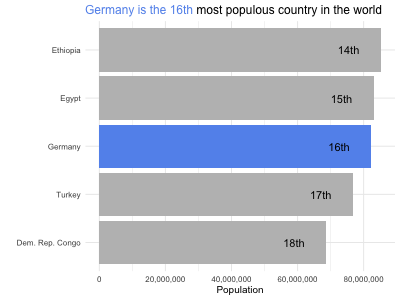 Germany is the 16th most populous country in the world
Ethiopia 14th
Egypt 15th
Germany 16th
Turkey 17th
Dem. Rep. Congo 18th
0 20,000,000 40,000,000 60,000,000 80,000,000
Population